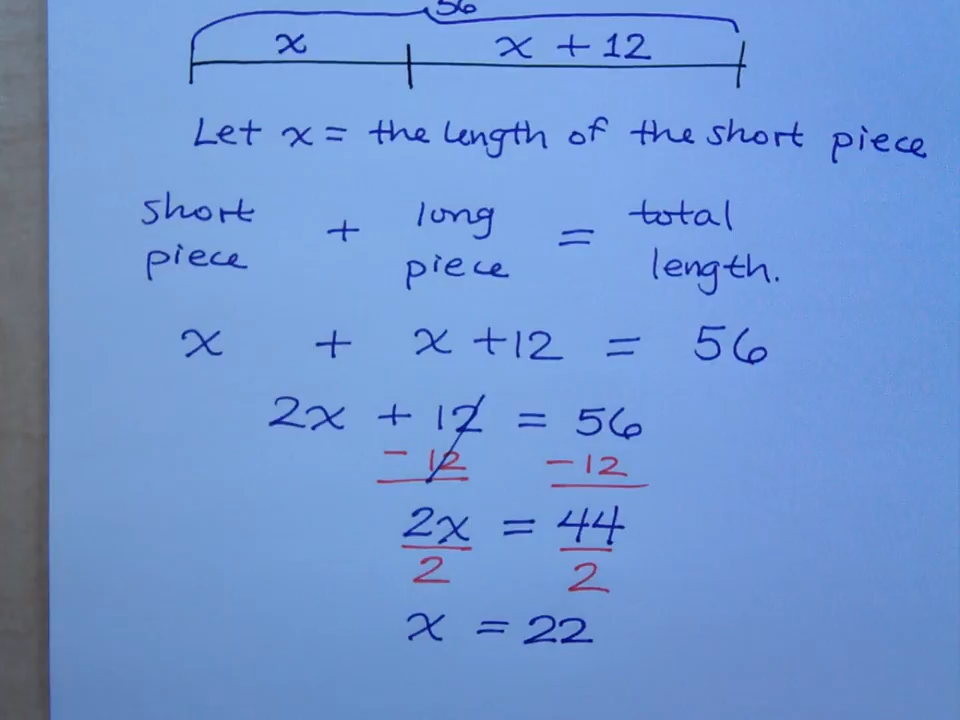 56
x x + 12
Let x = the length of the short piece
short piece + long piece = total length.
x + x + 12 = 56
2x + 12 = 56
- 12 - 12
2x = 44
2 2
x = 22